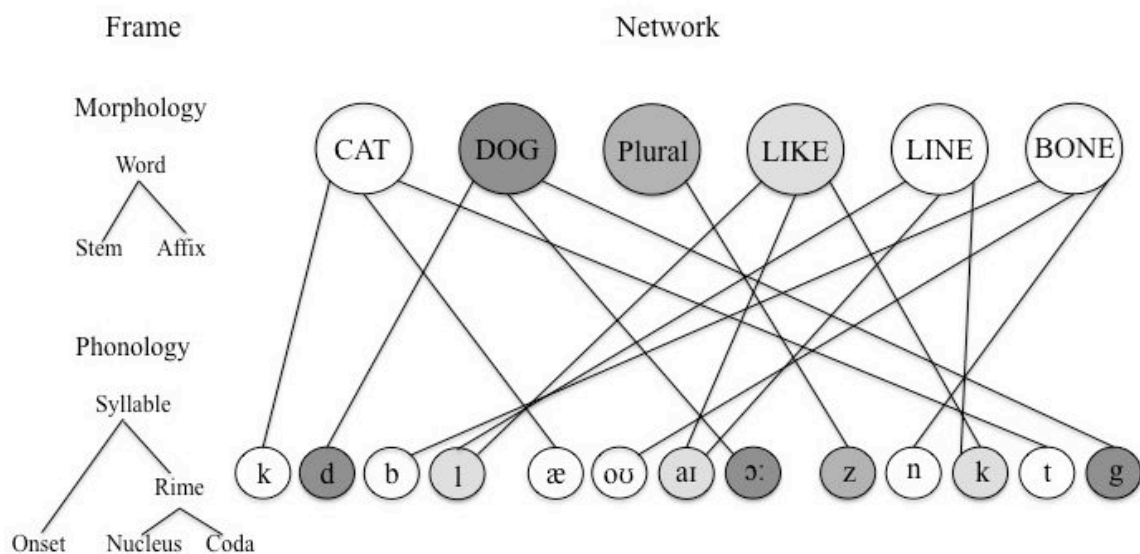 Frame Network
Morphology
CAT DOG Plural LIKE LINE BONE
Word
Stem Affix
Phonology
Syllable
k d b l æ oʊ aɪ ɔː z n k t g
Rime
Onset Nucleus Coda